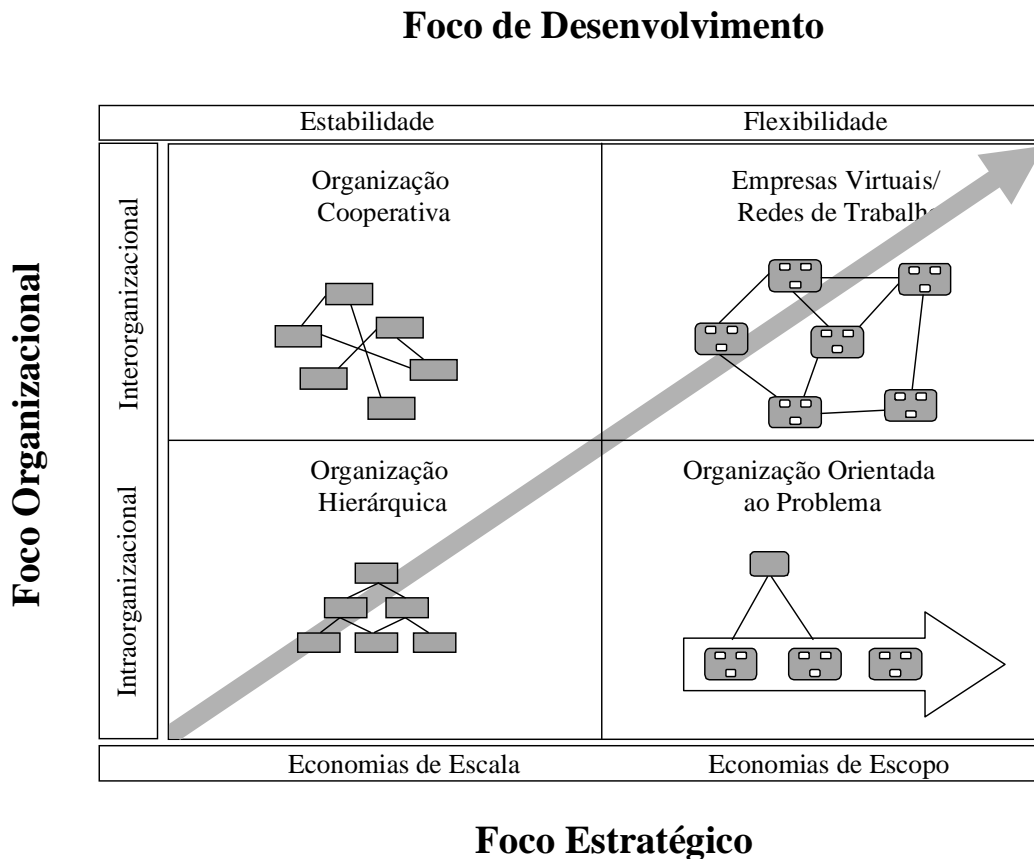 Foco de Desenvolvimento
Estabilidade
Flexibilidade
Foco Organizacional
Interorganizacional
Organização
Cooperativa
Empresas Virtuais/
Redes de Trabalho
Intraorganizacional
Organização
Hierárquica
Organização Orientada
ao Problema
Economias de Escala
Economias de Escopo
Foco Estratégico